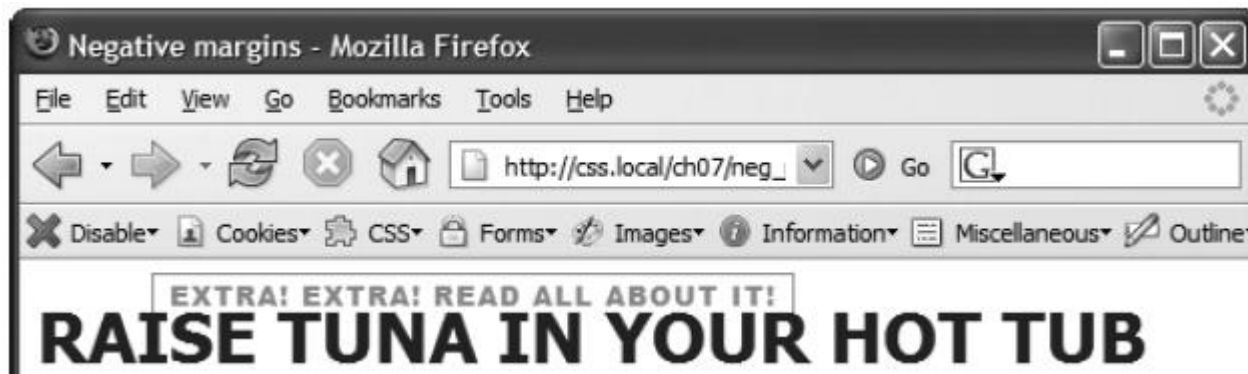 Negative margins - Mozilla Firefox
File Edit View Go Bookmarks Tools Help
http://css.local/ch07/neg_ Go G
Disable Cookies CSS Forms Images Information Miscellaneous Outline
EXTRA! EXTRA! READ ALL ABOUT IT!
RAISE TUNA IN YOUR HOT TUB